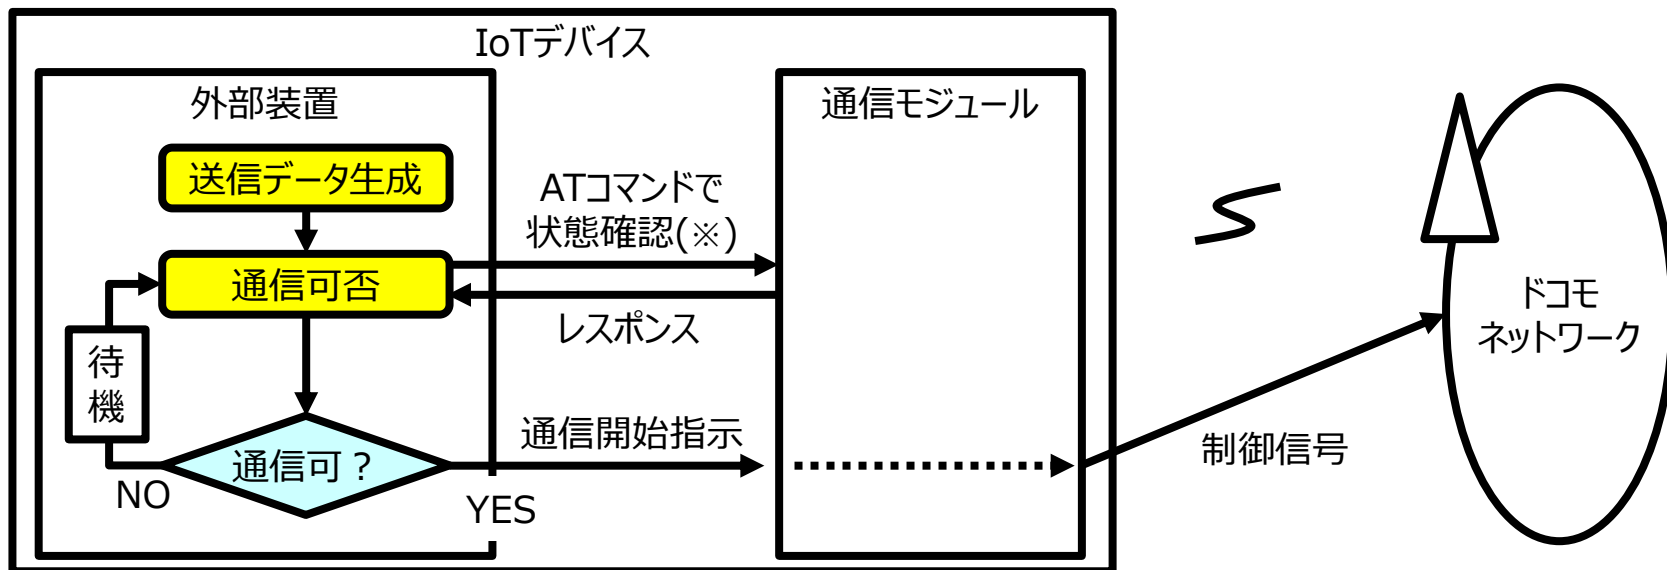 IoTデバイス
外部装置
通信モジュール
送信データ生成
ATコマンドで
状態確認(※)
通信可否
レスポンス
ドコモ
ネットワーク
待
機
通信開始指示
制御信号
通信可？
NO
YES